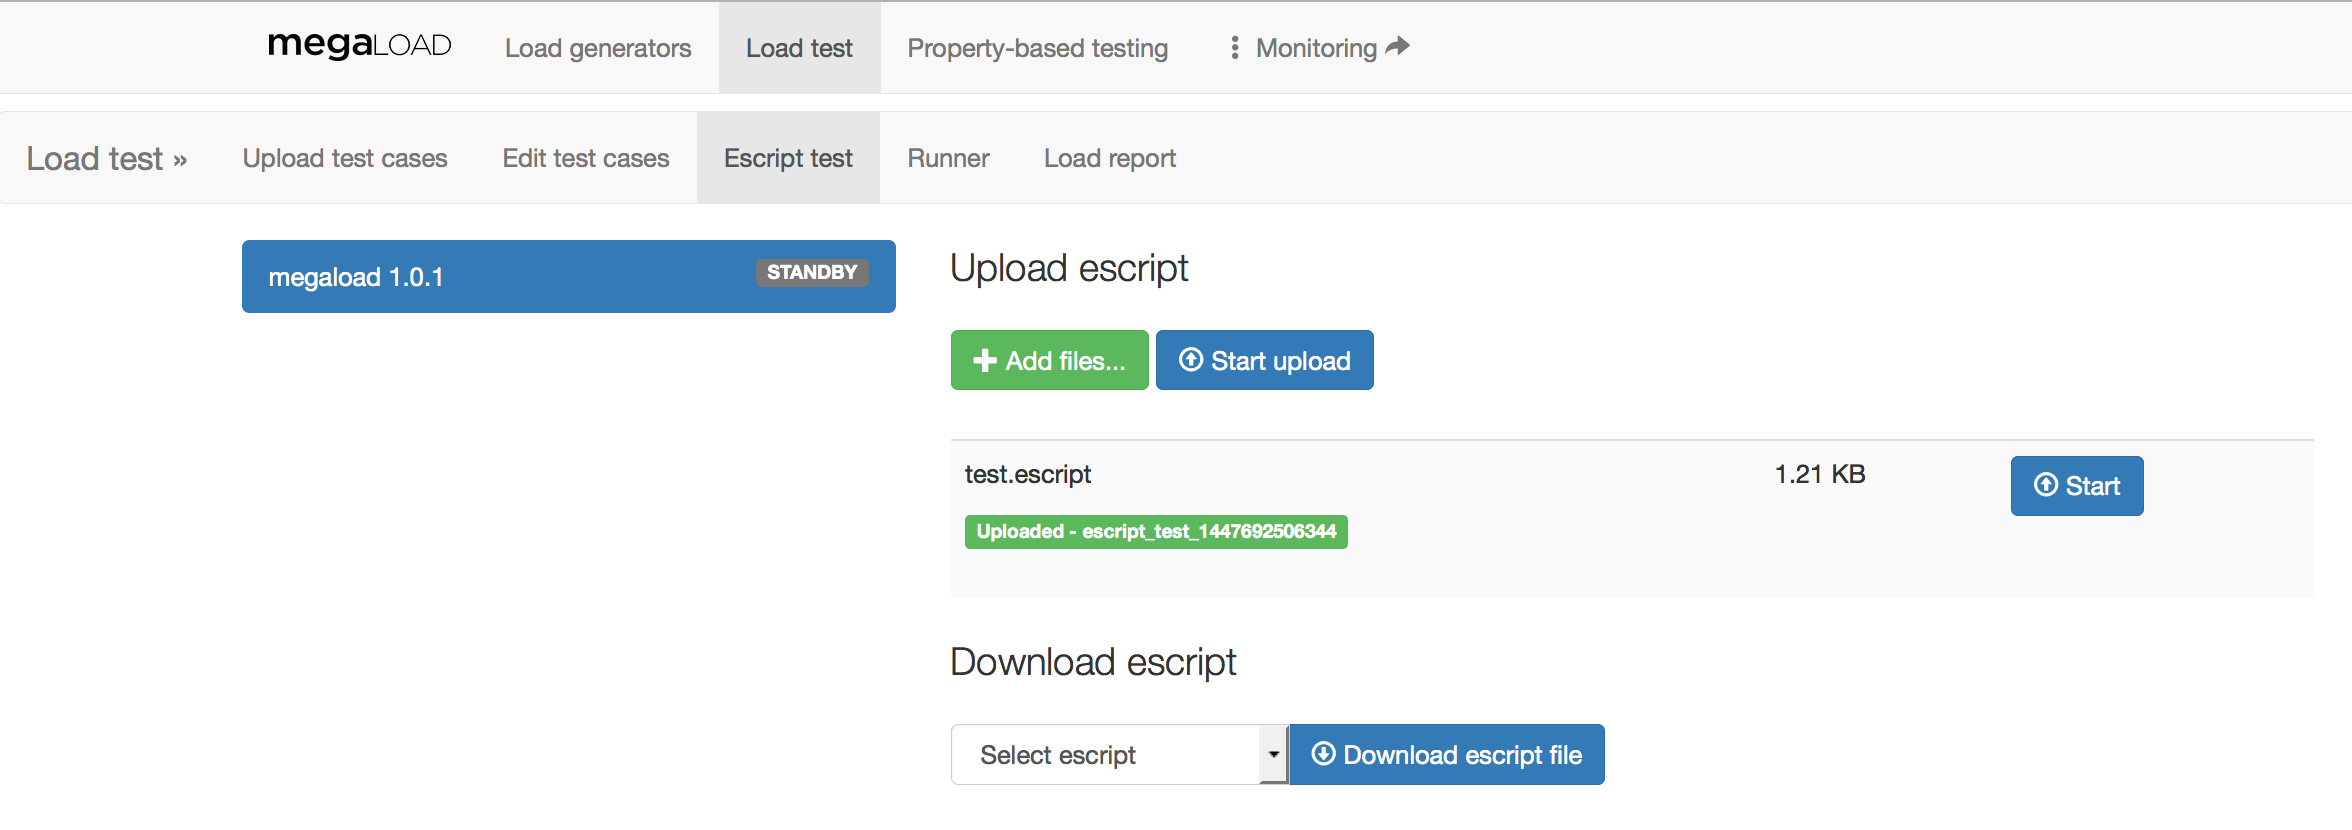 megaLOAD Load generators Load test Property-based testing Monitoring
Load test » Upload test cases Edit test cases Escript test Runner Load report
megaload 1.0.1 STANDBY
Upload escript
Add files... Start upload
test.escript 1.21 KB Start
Uploaded - escript_test_1447692506344
Download escript
Select escript Download escript file